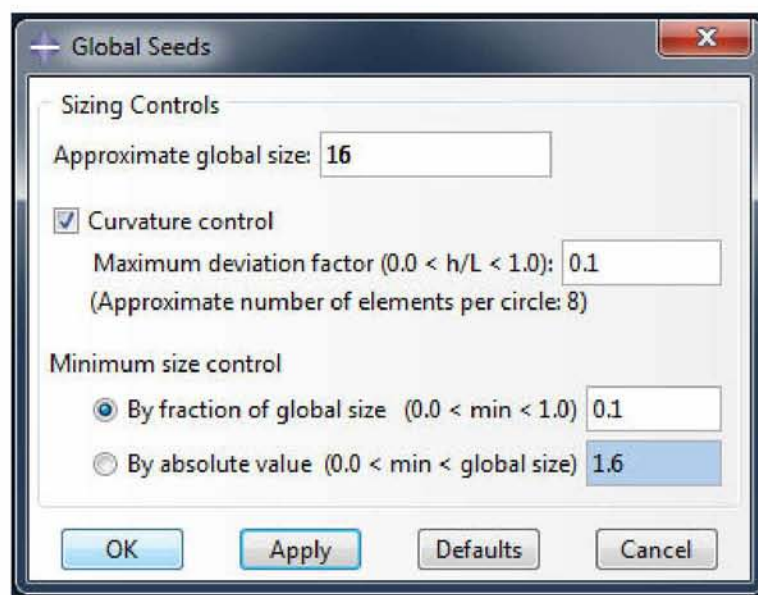 Global Seeds
Sizing Controls
Approximate global size: 16
Curvature control
Maximum deviation factor (0.0 < h/L < 1.0): 0.1
(Approximate number of elements per circle: 8)
Minimum size control
By fraction of global size (0.0 < min < 1.0) 0.1
By absolute value (0.0 < min < global size) 1.6
OK Apply Defaults Cancel